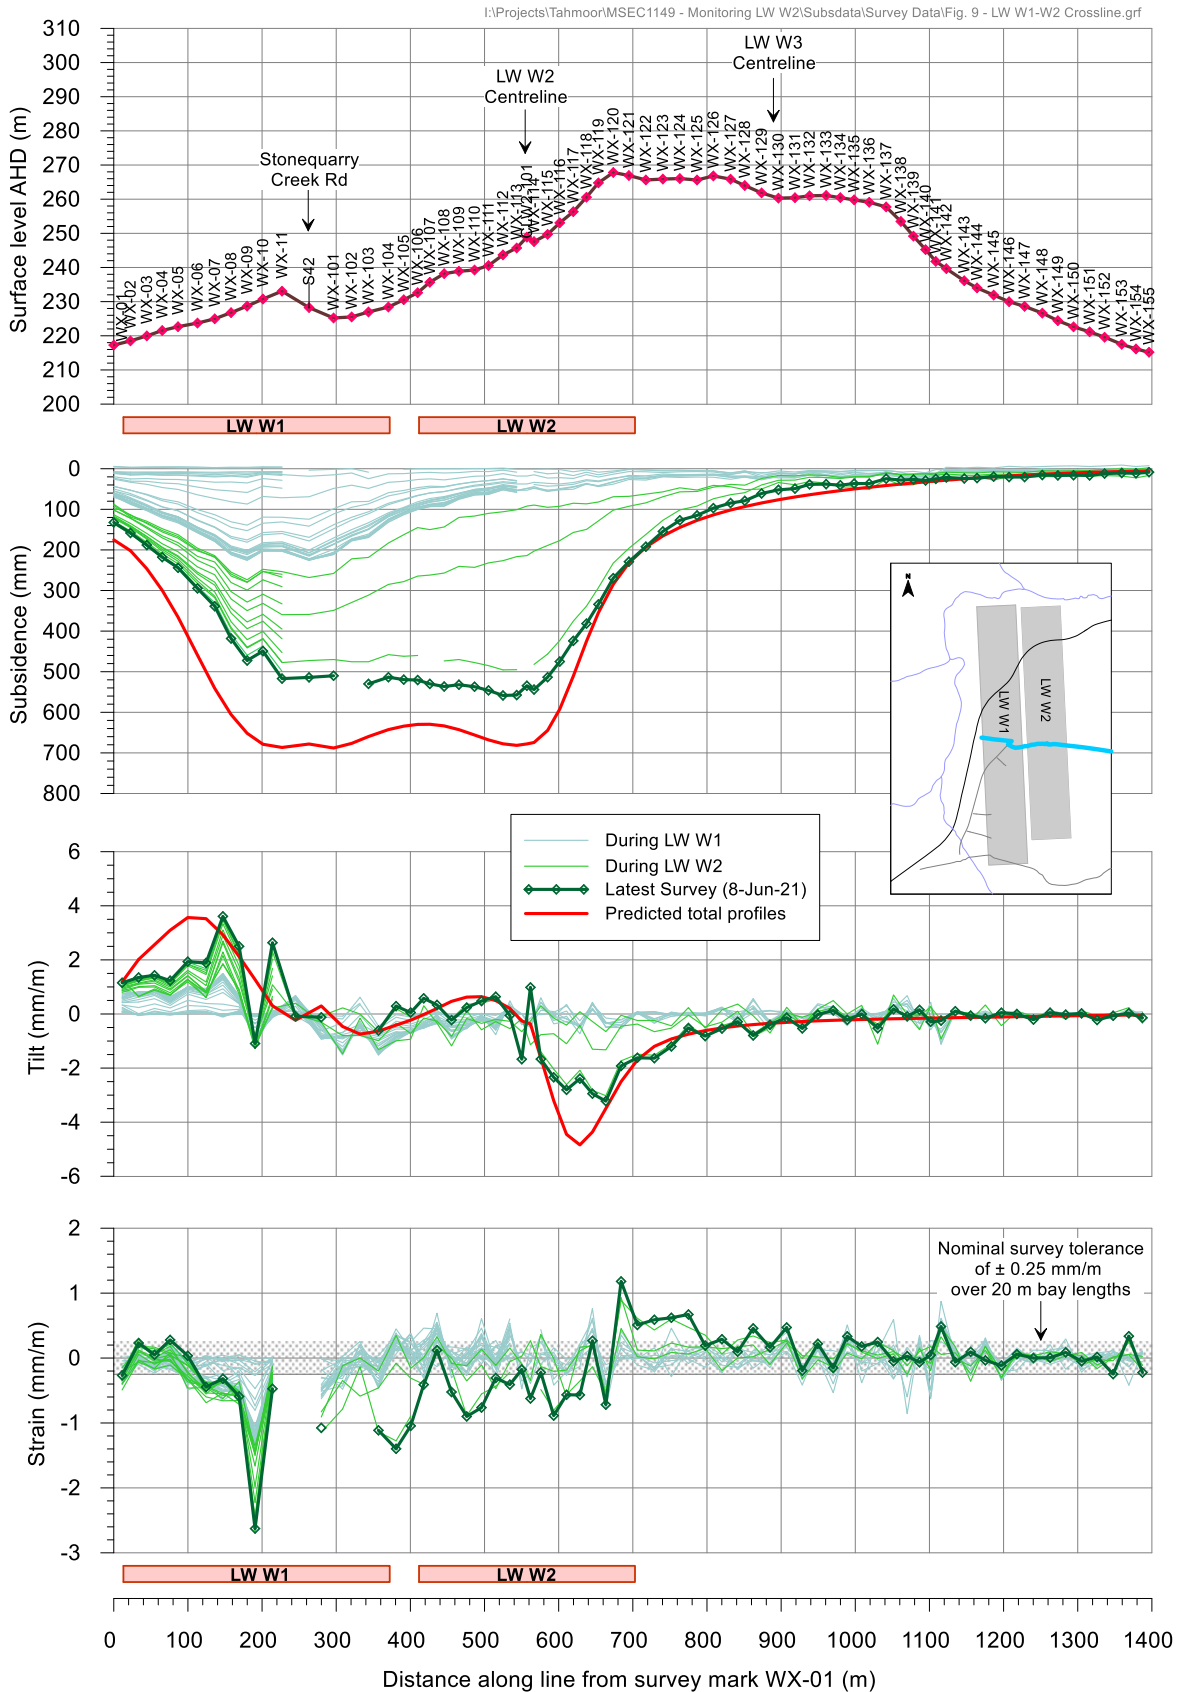 I:\Projects\Tahmoor\MSEC1149 - Monitoring LW W2\Subsdata\Survey Data\Fig. 9 - LW W1-W2 Crossline.grf
Surface level AHD (m)
310
300
290
280
270
260
250
240
230
220
210
200
LW W3
Centreline
LW W2
Centreline
Stonequarry
Creek Rd
WX-01
WX-02
WX-03
WX-04
WX-05
WX-06
WX-07
WX-08
WX-09
WX-10
WX-11
S42
WX-101
WX-102
WX-103
WX-104
WX-105
WX-106
WX-107
WX-108
WX-109
WX-110
WX-111
WX-112
WX-113
WX-114
WX-115
WX-116
WX-117
WX-118
WX-119
WX-120
WX-121
WX-122
WX-123
WX-124
WX-125
WX-126
WX-127
WX-128
WX-129
WX-130
WX-131
WX-132
WX-133
WX-134
WX-135
WX-136
WX-137
WX-138
WX-139
WX-140
WX-141
WX-142
WX-143
WX-144
WX-145
WX-146
WX-147
WX-148
WX-149
WX-150
WX-151
WX-152
WX-153
WX-154
WX-155
LW W1
LW W2
Subsidence (mm)
0
100
200
300
400
500
600
700
800
N
LW W1
LW W2
During LW W1
During LW W2
Latest Survey (8-Jun-21)
Predicted total profiles
Tilt (mm/m)
6
4
2
0
-2
-4
-6
Strain (mm/m)
2
1
0
-1
-2
-3
Nominal survey tolerance
of ± 0.25 mm/m
over 20 m bay lengths
LW W1
LW W2
0 100 200 300 400 500 600 700 800 900 1000 1100 1200 1300 1400
Distance along line from survey mark WX-01 (m)